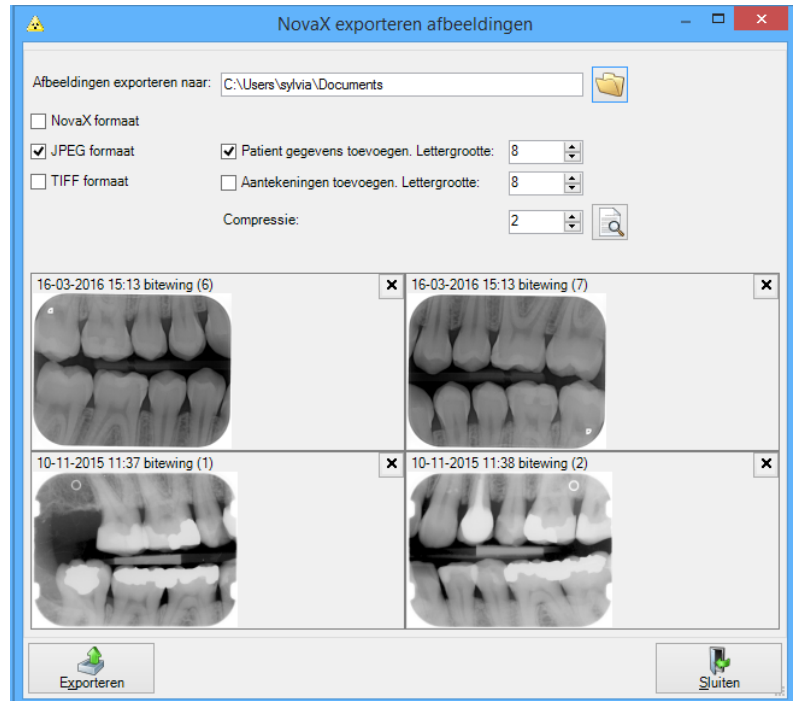 NovaX exporteren afbeeldingen
Afbeeldingen exporteren naar: C:\Users\sylvia\Documents
NovaX formaat
JPEG formaat Patient gegevens toevoegen. Lettergrootte: 8
TIFF formaat Aantekeningen toevoegen. Lettergrootte: 8
Compressie: 2
16-03-2016 15:13 bitewing (6) 16-03-2016 15:13 bitewing (7)
10-11-2015 11:37 bitewing (1) 10-11-2015 11:38 bitewing (2)
Exporteren Sluiten